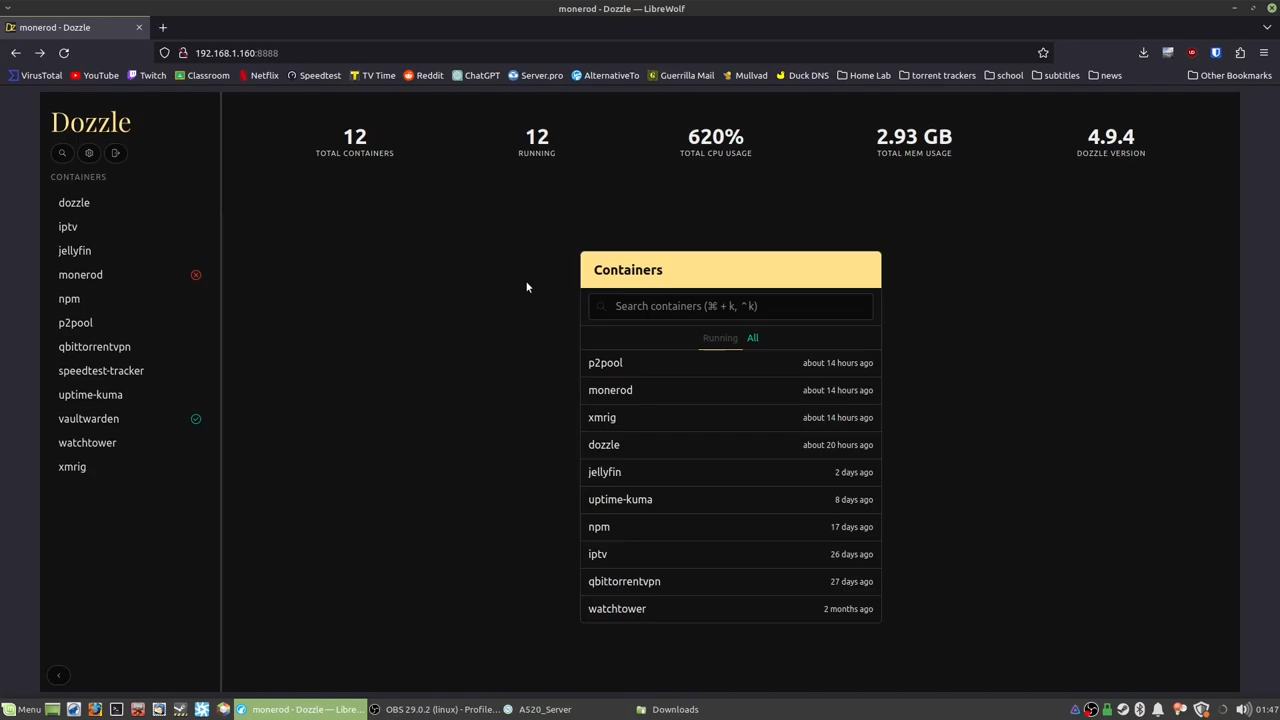 monerod - Dozzle — LibreWolf
monerod - Dozzle
192.168.1.160:8888
VirusTotal YouTube Twitch Classroom Netflix Speedtest TV Time Reddit ChatGPT Server.pro AlternativeTo Guerrilla Mail Mullvad Duck DNS Home Lab torrent trackers school subtitles news Other Bookmarks
Dozzle
12 12 620% 2.93 GB 4.9.4
TOTAL CONTAINERS RUNNING TOTAL CPU USAGE TOTAL MEM USAGE DOZZLE VERSION
CONTAINERS
dozzle
iptv
jellyfin
monerod
npm
p2pool
qbittorrentvpn
speedtest-tracker
uptime-kuma
vaultwarden
watchtower
xmrig
Containers
Search containers (⌘ + k, ⌃k)
Running All
p2pool about 14 hours ago
monerod about 14 hours ago
xmrig about 14 hours ago
dozzle about 20 hours ago
jellyfin 2 days ago
uptime-kuma 8 days ago
npm 17 days ago
iptv 26 days ago
qbittorrentvpn 27 days ago
watchtower 2 months ago
Menu monerod - Dozzle — Libre... OBS 29.0.2 (linux) - Profile... A520_Server Downloads 01:47